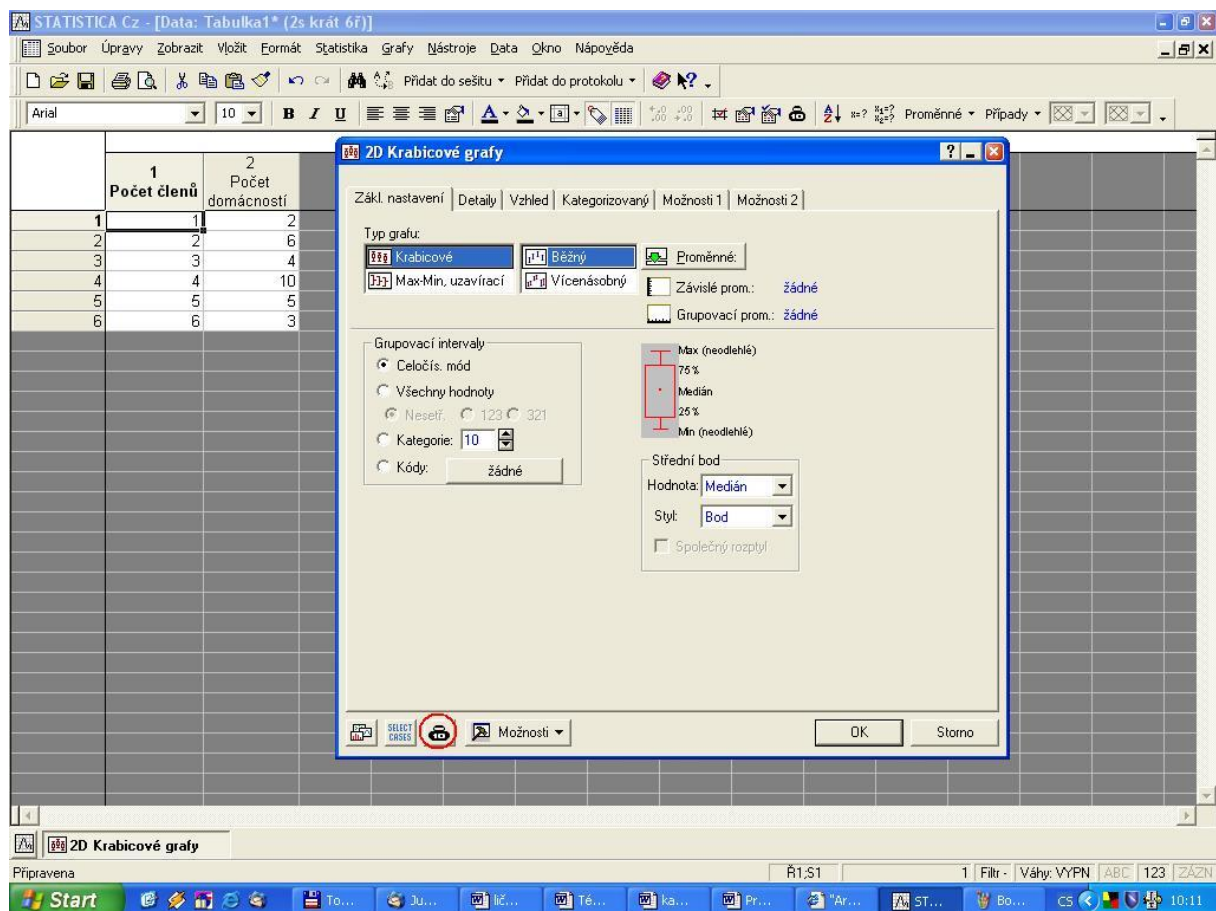 STATISTICA Cz - [Data: Tabulka1* (2s krát 6ř)]
Soubor Úpravy Zobrazit Vložit Formát Statistika Grafy Nástroje Data Okno Nápověda
Přidat do sešitu Přidat do protokolu
Arial 10 B I U Proměnné Případy
1 Počet členů
2 Počet domácností
1 1 2
2 2 6
3 3 4
4 4 10
5 5 5
6 6 3
2D Krabicové grafy
Zákl. nastavení Detaily Vzhled Kategorizovaný Možnosti 1 Možnosti 2
Typ grafu:
Krabicové Běžný Proměnné:
Max-Min, uzavírací Vícenásobný Závislé prom.: žádné
Grupovací prom.: žádné
Grupovací intervaly
Celočís. mód
Všechny hodnoty
Nesetř. 123 321
Kategorie: 10
Kódy: žádné
Max (neodlehlé)
75%
Medián
25%
Min (neodlehlé)
Střední bod
Hodnota: Medián
Styl: Bod
Společný rozptyl
SELECT CASES Možnosti OK Storno
2D Krabicové grafy
Připravena Ř1;S1 1 Filtr - Váhy: VYPN ABC 123 ZÁZN
Start To... Ju... lič... Té... ka... Pr... "Ar... ST... Bo... CS 10:11